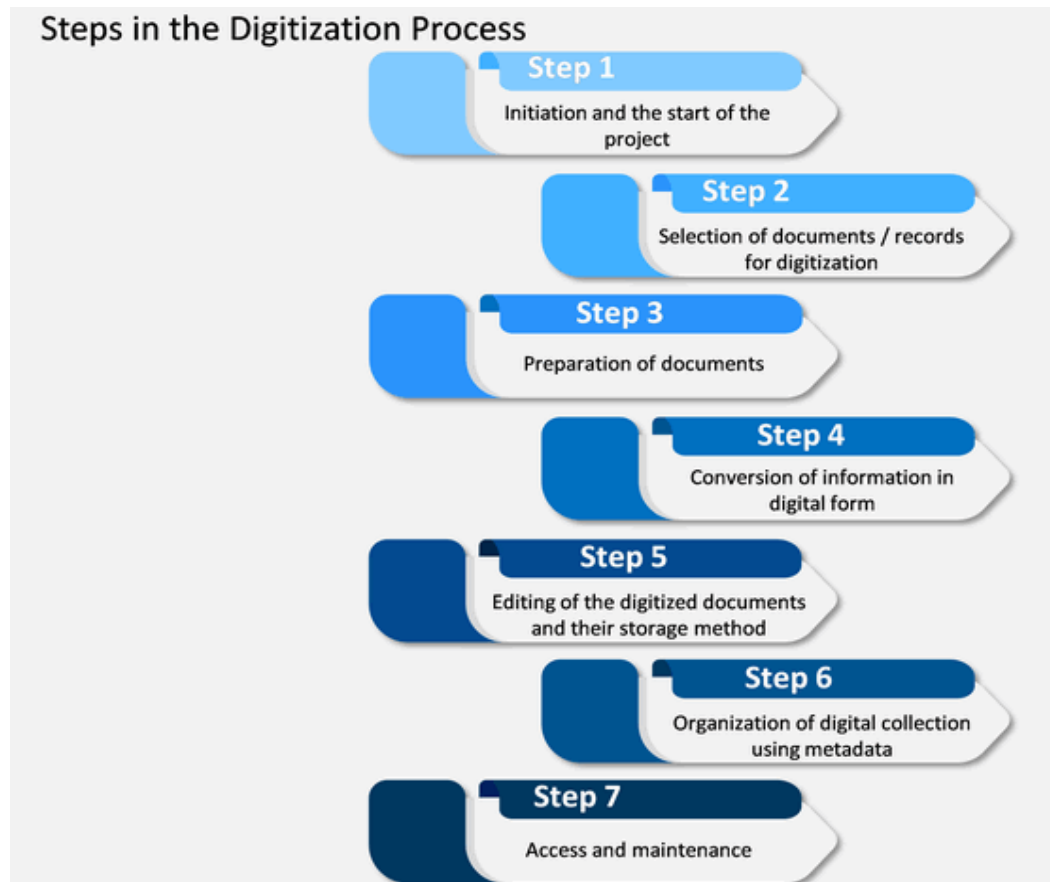 Steps in the Digitization Process
Step 1
Initiation and the start of the
project
Step 2
Selection of documents / records
for digitization
Step 3
Preparation of documents
Step 4
Conversion of information in
digital form
Step 5
Editing of the digitized documents
and their storage method
Step 6
Organization of digital collection
using metadata
Step 7
Access and maintenance